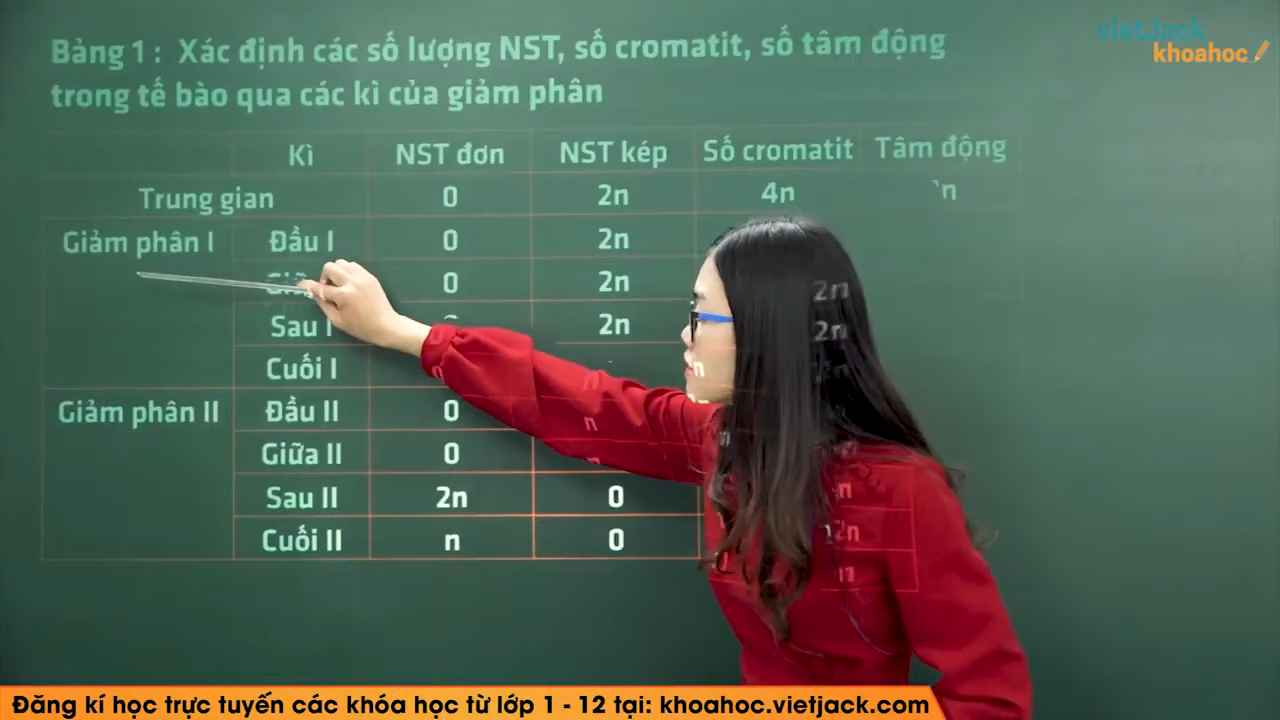 vietJack
khoahoc
Bảng 1 : Xác định các số lượng NST, số cromatit, số tâm động
trong tế bào qua các kì của giảm phân
Kì NST đơn NST kép Số cromatit Tâm động
Trung gian 0 2n 4n n
Giảm phân I Đầu I 0 2n
0 2n 2n
Sau I 2n 2n
Cuối I n
Giảm phân II Đầu II 0 n
Giữa II 0
Sau II 2n 0 n
Cuối II n 0 2n
n
Đăng kí học trực tuyến các khóa học từ lớp 1 - 12 tại: khoahoc.vietjack.com